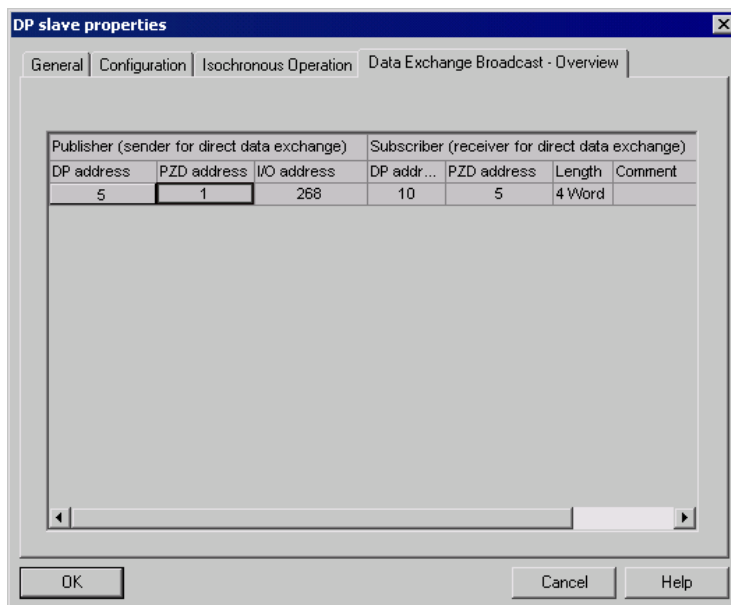 DP slave properties
General Configuration Isochronous Operation Data Exchange Broadcast - Overview
Publisher (sender for direct data exchange) Subscriber (receiver for direct data exchange)
DP address PZD address I/O address DP addr... PZD address Length Comment
5 1 268 10 5 4 Word
OK Cancel Help